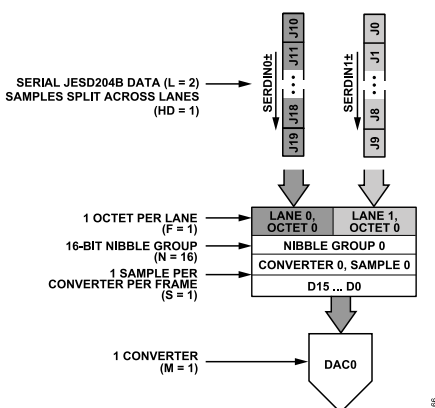 SERIAL JESD204B DATA (L = 2)
SAMPLES SPLIT ACROSS LANES
(HD = 1)
SERDIN0±
J10
J11
J18
J19
SERDIN1±
J0
J1
J8
J9
1 OCTET PER LANE
(F = 1)
LANE 0,
OCTET 0
LANE 1,
OCTET 0
16-BIT NIBBLE GROUP
(N = 16)
NIBBLE GROUP 0
1 SAMPLE PER
CONVERTER PER FRAME
(S = 1)
CONVERTER 0, SAMPLE 0
D15 ... D0
1 CONVERTER
(M = 1)
DAC0